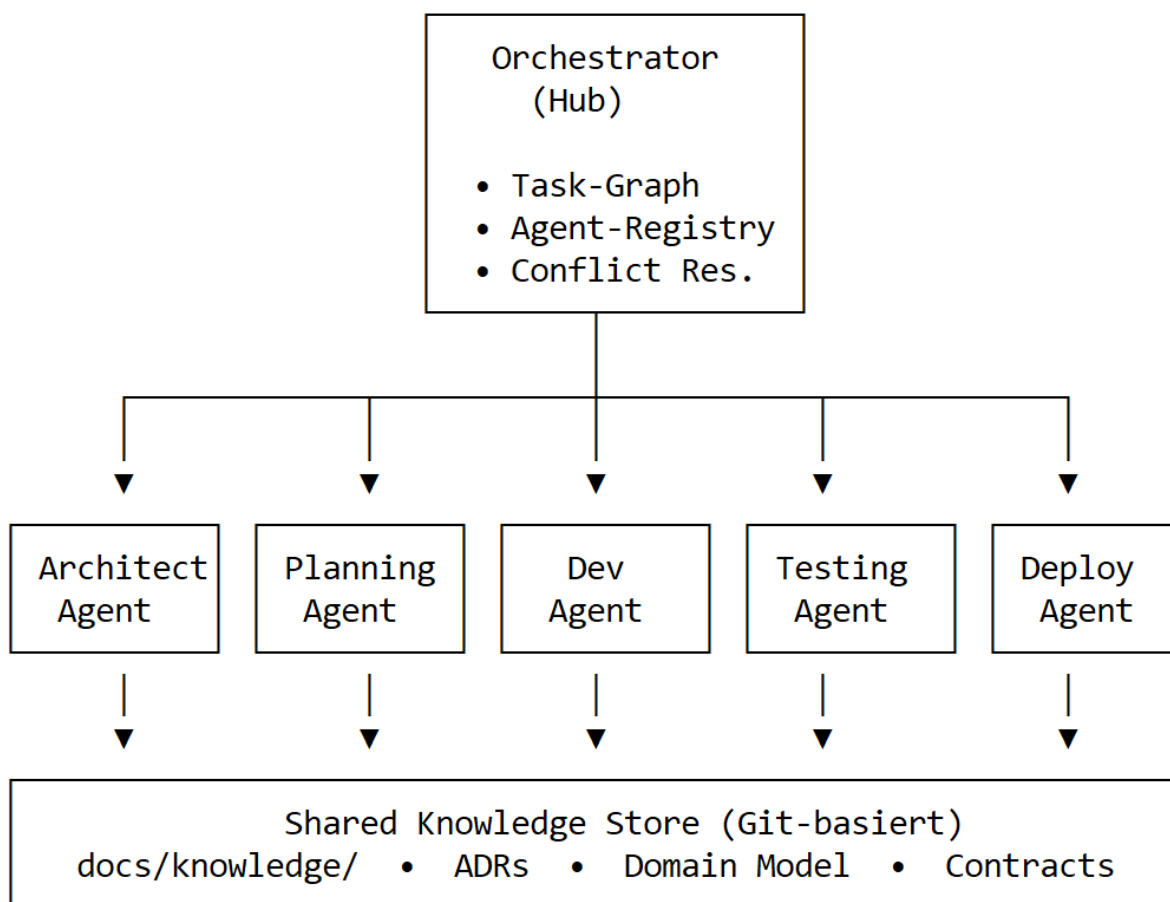 Orchestrator
(Hub)
• Task-Graph
• Agent-Registry
• Conflict Res.
Architect Agent
Planning Agent
Dev Agent
Testing Agent
Deploy Agent
Shared Knowledge Store (Git-basiert)
docs/knowledge/ • ADRs • Domain Model • Contracts